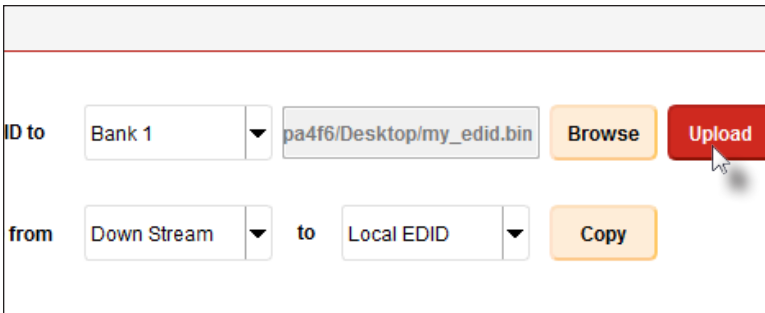 ID to Bank 1 pa4f6/Desktop/my_edid.bin Browse Upload
from Down Stream to Local EDID Copy